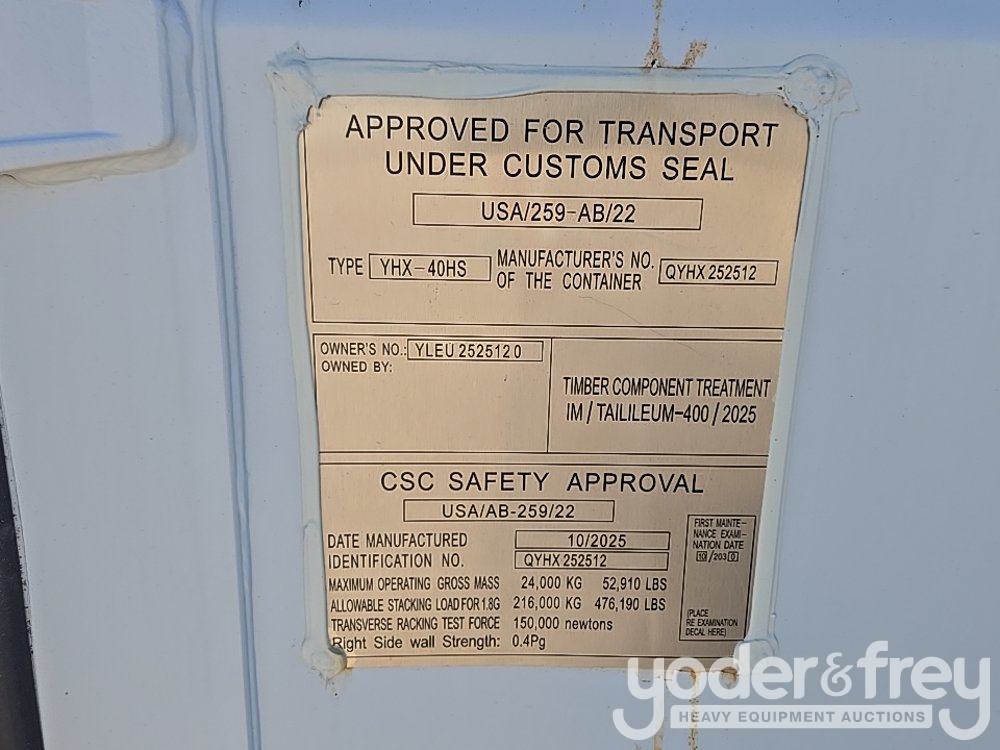 APPROVED FOR TRANSPORT
UNDER CUSTOMS SEAL
USA/259-AB/22
TYPE YHX-40HS MANUFACTURER'S NO. OF THE CONTAINER QYHX 252512
OWNER'S NO.: YLEU 252512 0
OWNED BY:
TIMBER COMPONENT TREATMENT
IM / TAILILEUM-400 / 2025
CSC SAFETY APPROVAL
USA/AB-259/22
DATE MANUFACTURED 10/2025
IDENTIFICATION NO. QYHX 252512
MAXIMUM OPERATING GROSS MASS 24,000 KG 52,910 LBS
ALLOWABLE STACKING LOAD FOR 1.8G 216,000 KG 476,190 LBS
TRANSVERSE RACKING TEST FORCE 150,000 newtons
Right Side wall Strength: 0.4Pg
FIRST MAINTE-
NANCE EXAMI-
NATION DATE
10/2030
(PLACE
RE EXAMINATION
DECAL HERE)
yoder&frey
HEAVY EQUIPMENT AUCTIONS